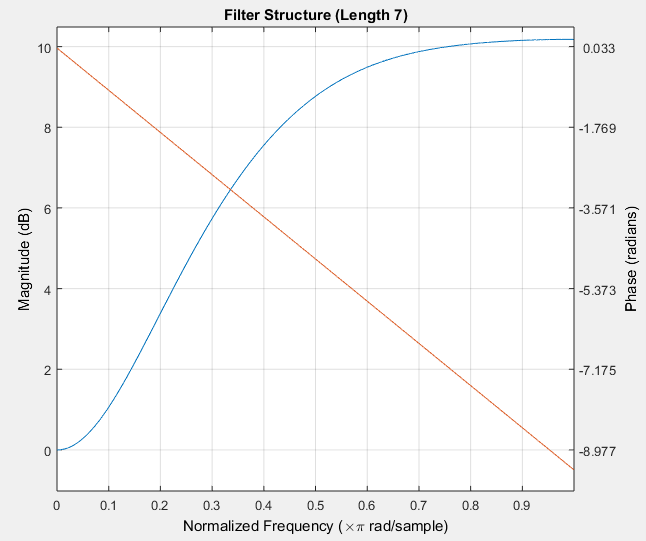 Filter Structure (Length 7)
Magnitude (dB)
10
8
6
4
2
0
0.033
-1.769
-3.571
-5.373
-7.175
-8.977
Phase (radians)
0 0.1 0.2 0.3 0.4 0.5 0.6 0.7 0.8 0.9
Normalized Frequency (×π rad/sample)